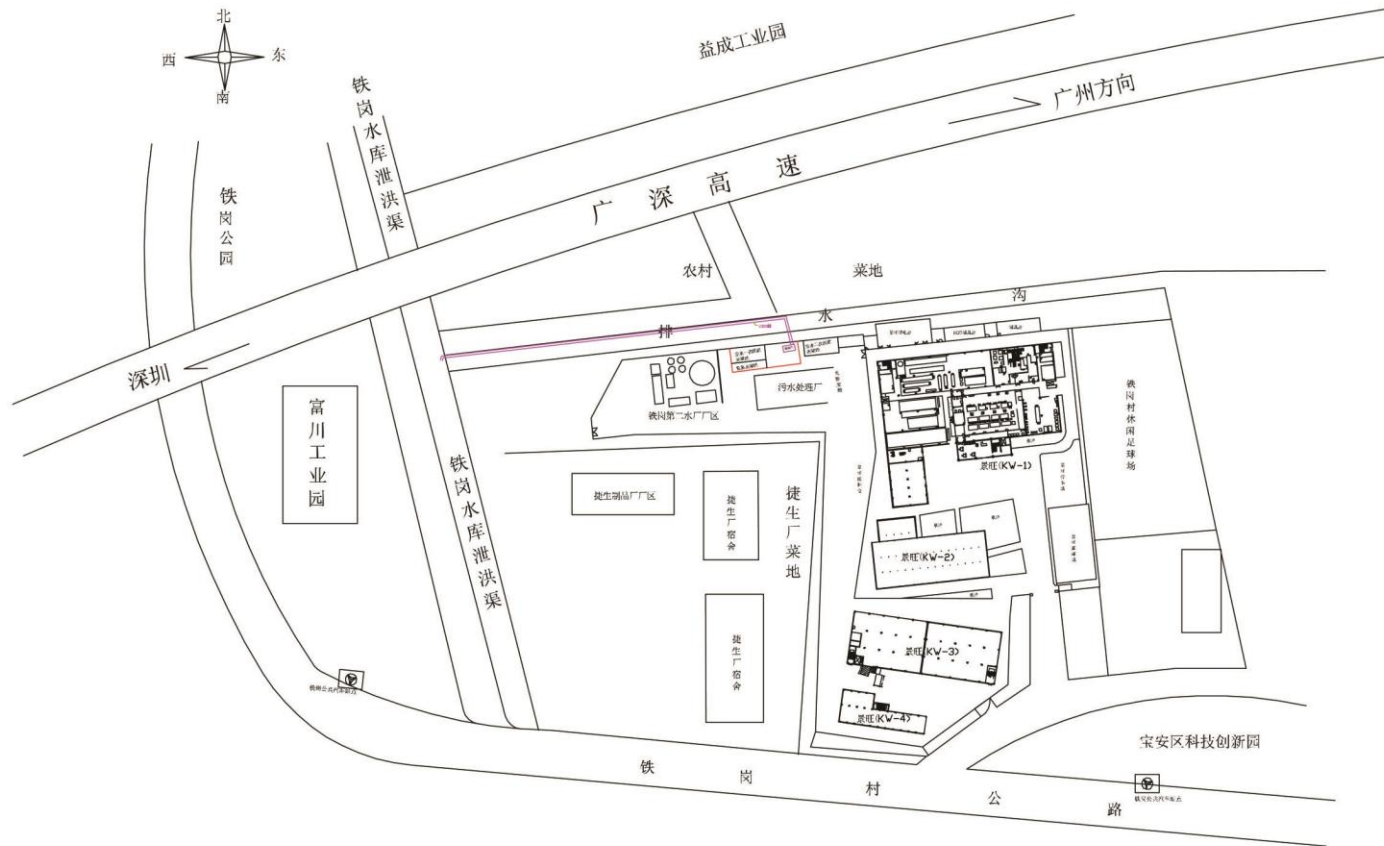 北
西
东
南
益成工业园
铁岗水库泄洪渠
广州方向
铁岗公园
广深高速
农村
菜地
排水沟
深圳
污水处理厂
铁岗第二水厂厂区
富川工业园
铁岗村休闲足球场
景旺(KW-1)
铁岗水库泄洪渠
捷生制品厂厂区
捷生厂宿舍
捷生厂菜地
景旺(KW-2)
捷生厂宿舍
景旺(KW-3)
景旺(KW-4)
宝安区科技创新园
铁岗村公路